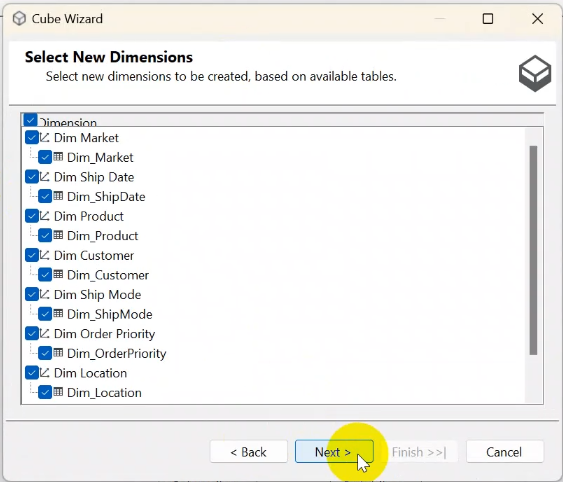 Cube Wizard
Select New Dimensions
Select new dimensions to be created, based on available tables.
Dimension
Dim Market
Dim_Market
Dim Ship Date
Dim_ShipDate
Dim Product
Dim_Product
Dim Customer
Dim_Customer
Dim Ship Mode
Dim_ShipMode
Dim Order Priority
Dim_OrderPriority
Dim Location
Dim_Location
< Back
Next >
Finish >>|
Cancel